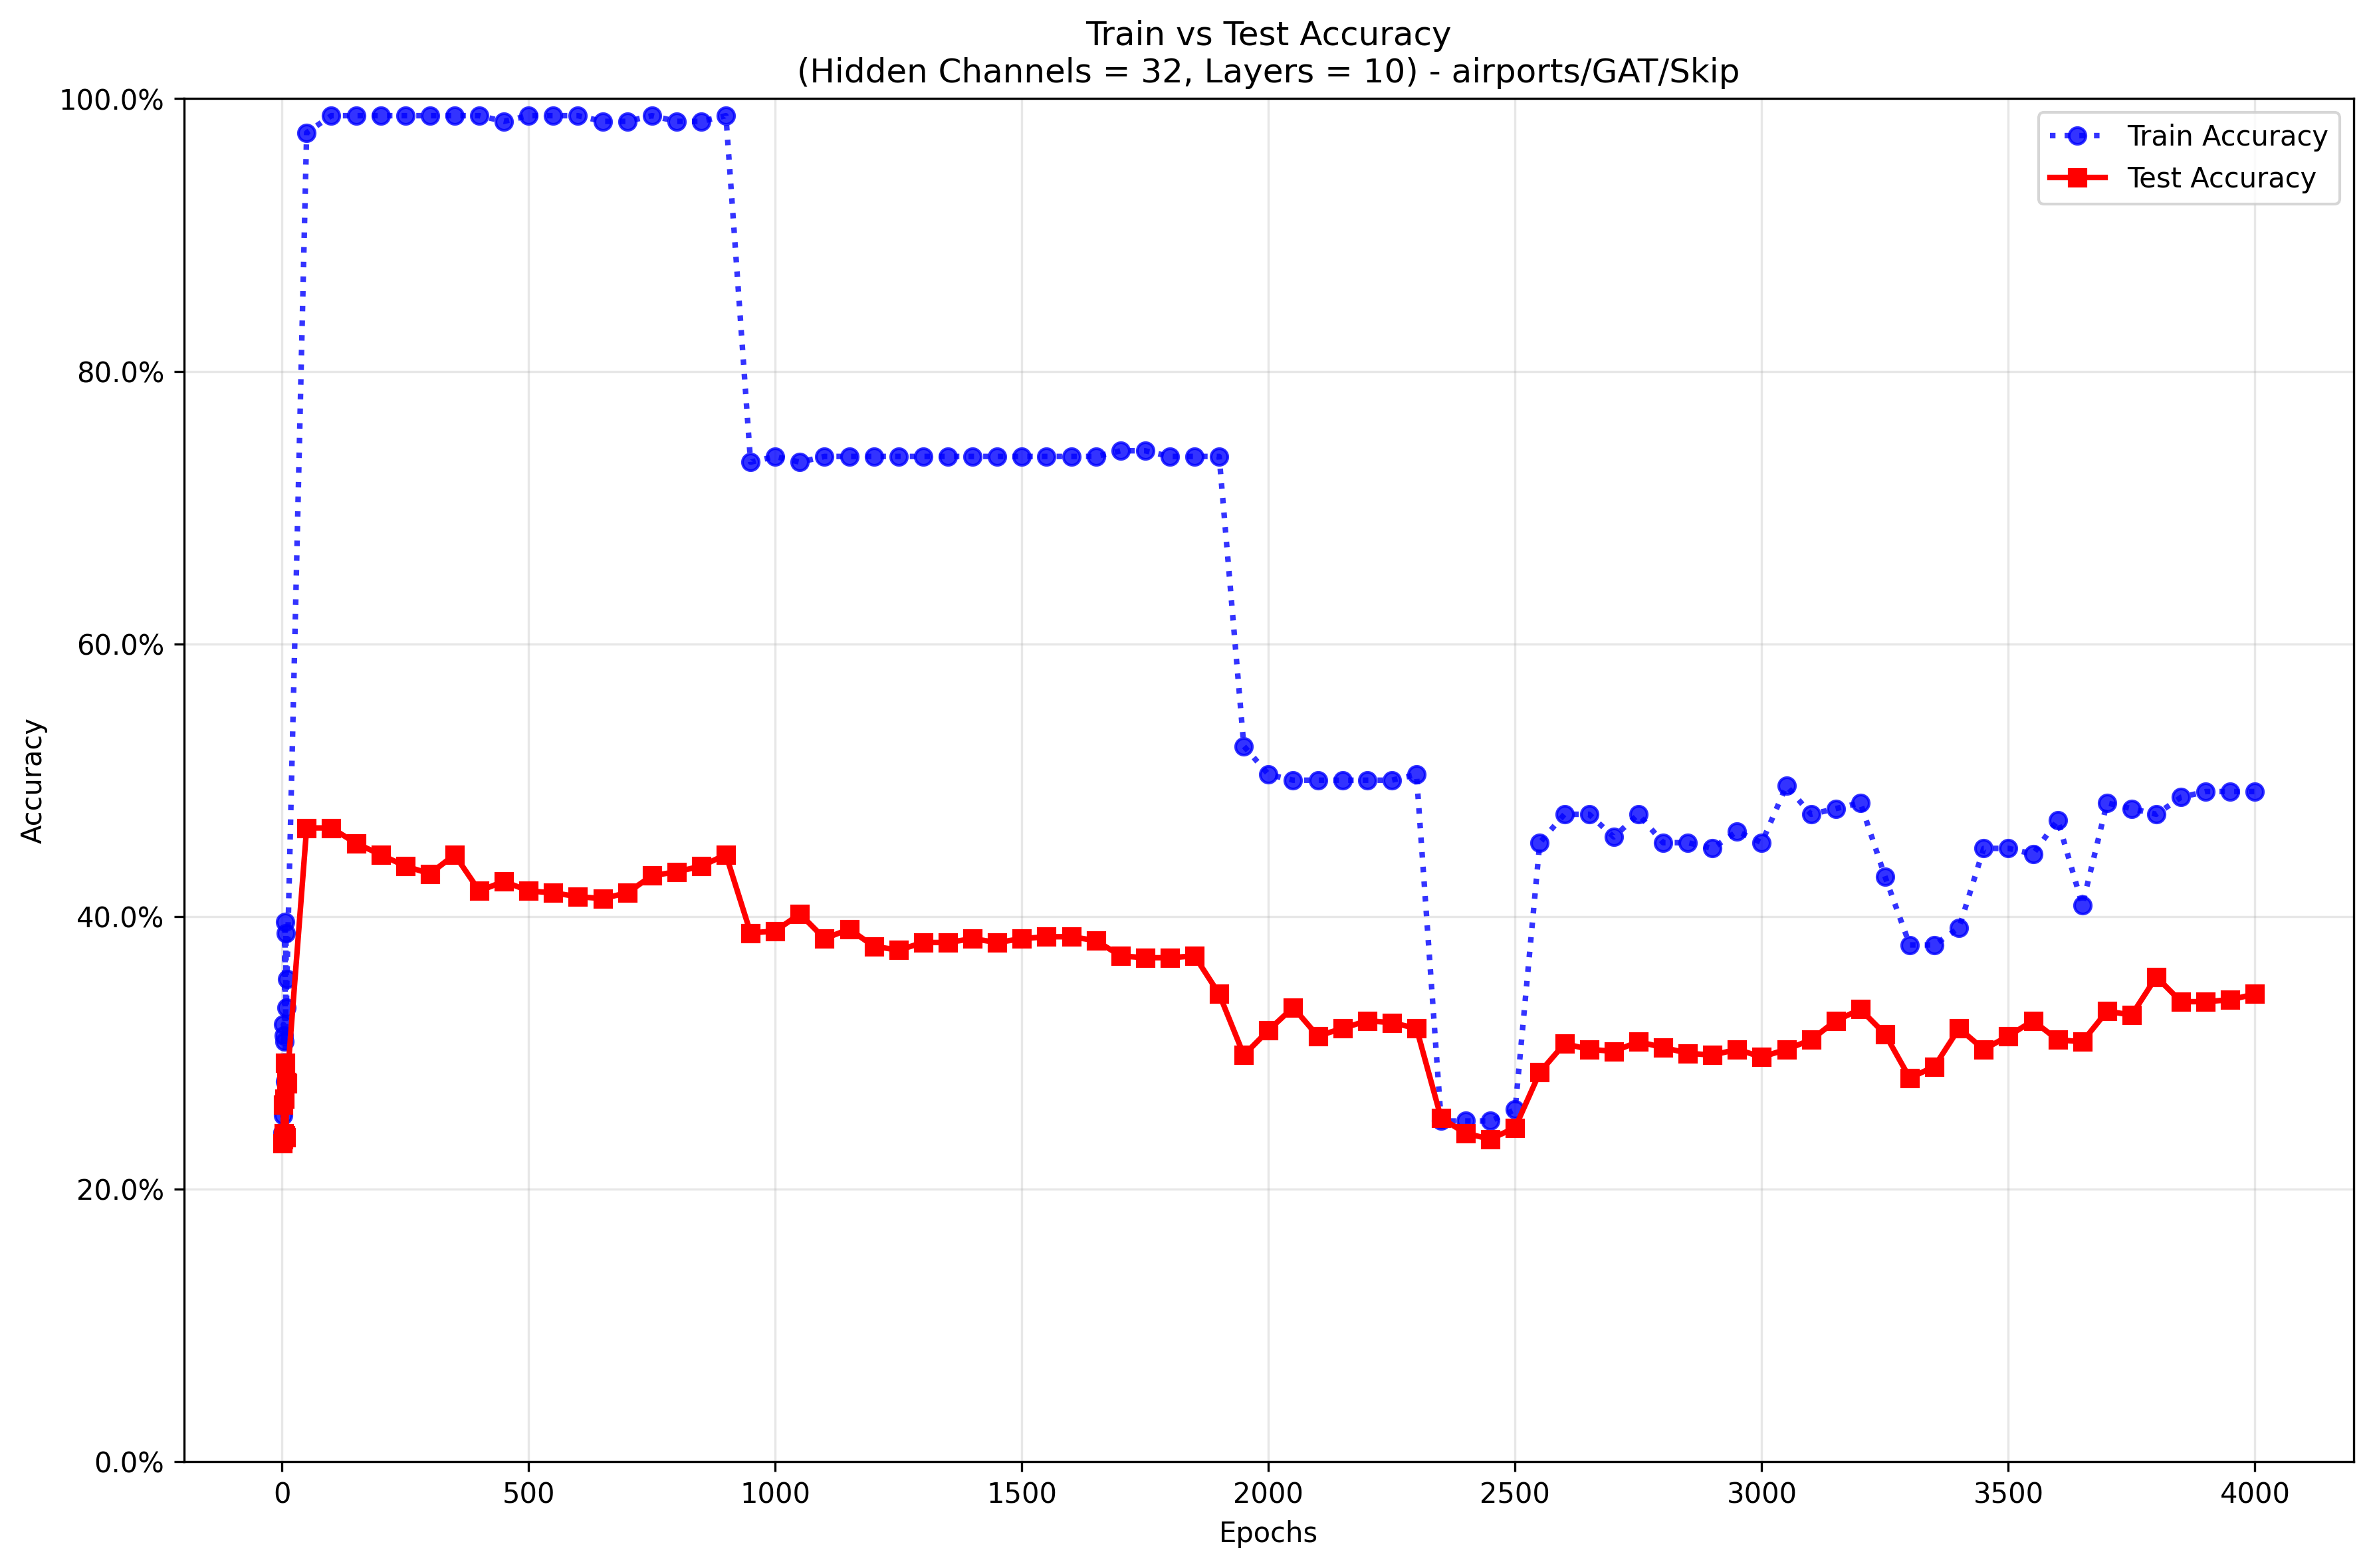 Train vs Test Accuracy
(Hidden Channels = 32, Layers = 10) - airports/GAT/Skip
100.0%
80.0%
60.0%
40.0%
20.0%
0.0%
Accuracy
Train Accuracy
Test Accuracy
0 500 1000 1500 2000 2500 3000 3500 4000
Epochs